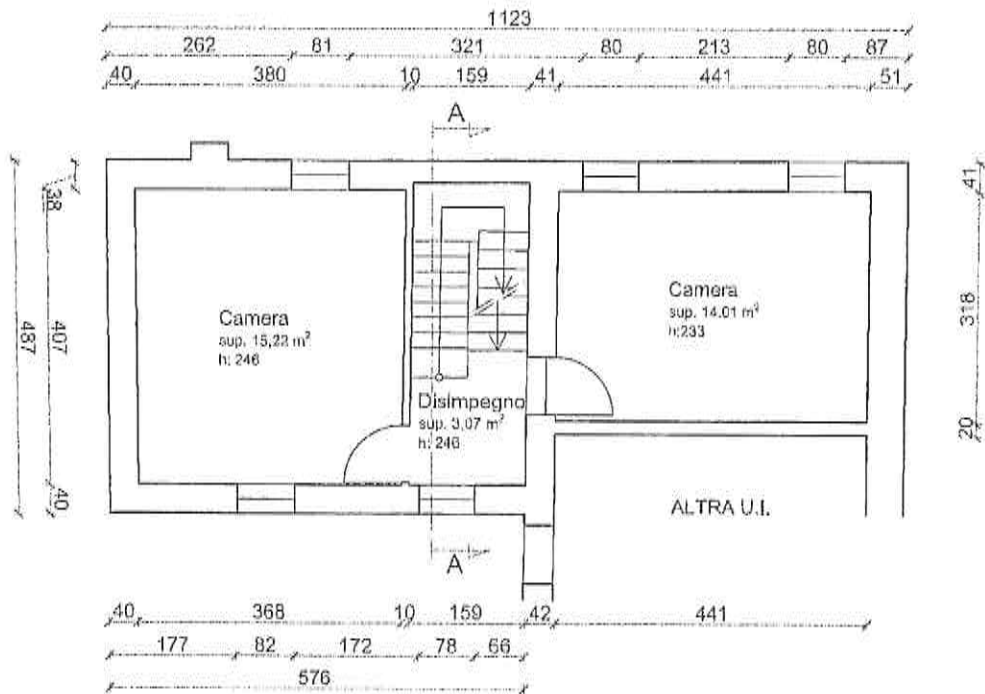 1123
262 81 321 80 213 80 87
40 380 10 159 41 441 51
A
38
407
40
487
41
318
20
Camera
sup. 15,22 m²
h: 246
Camera
sup. 14.01 m²
h:233
Disimpegno
sup. 3,07 m²
h: 246
ALTRA U.I.
A
40 368 10 159 42 441
177 82 172 78 66
576